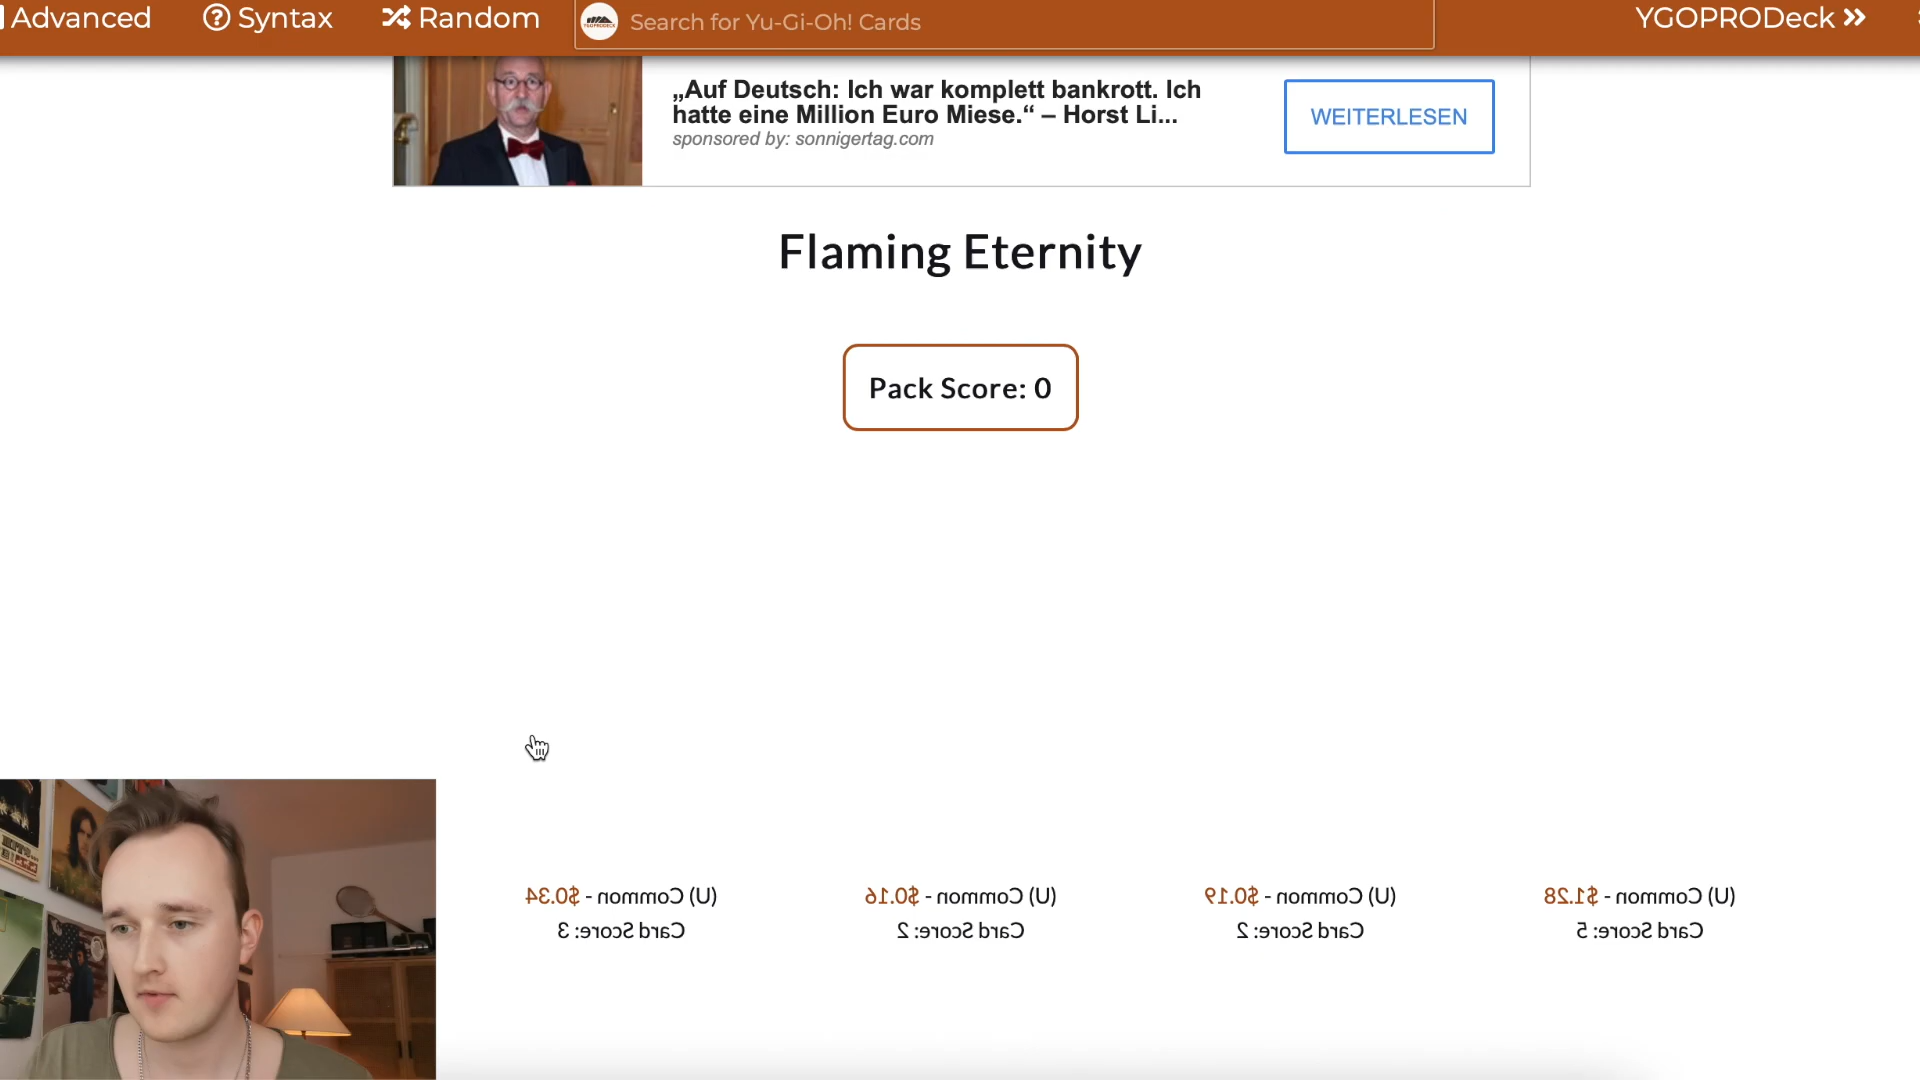 Advanced
Syntax
Random
Search for Yu-Gi-Oh! Cards
YGOPRODeck
„Auf Deutsch: Ich war komplett bankrott. Ich
hatte eine Million Euro Miese.“ – Horst Li...
sponsored by: sonnigertag.com
WEITERLESEN
Flaming Eternity
Pack Score: 0
(U) Common - $0.34
Card Score: 3
(U) Common - $0.16
Card Score: 2
(U) Common - $0.19
Card Score: 2
(U) Common - $1.28
Card Score: 5